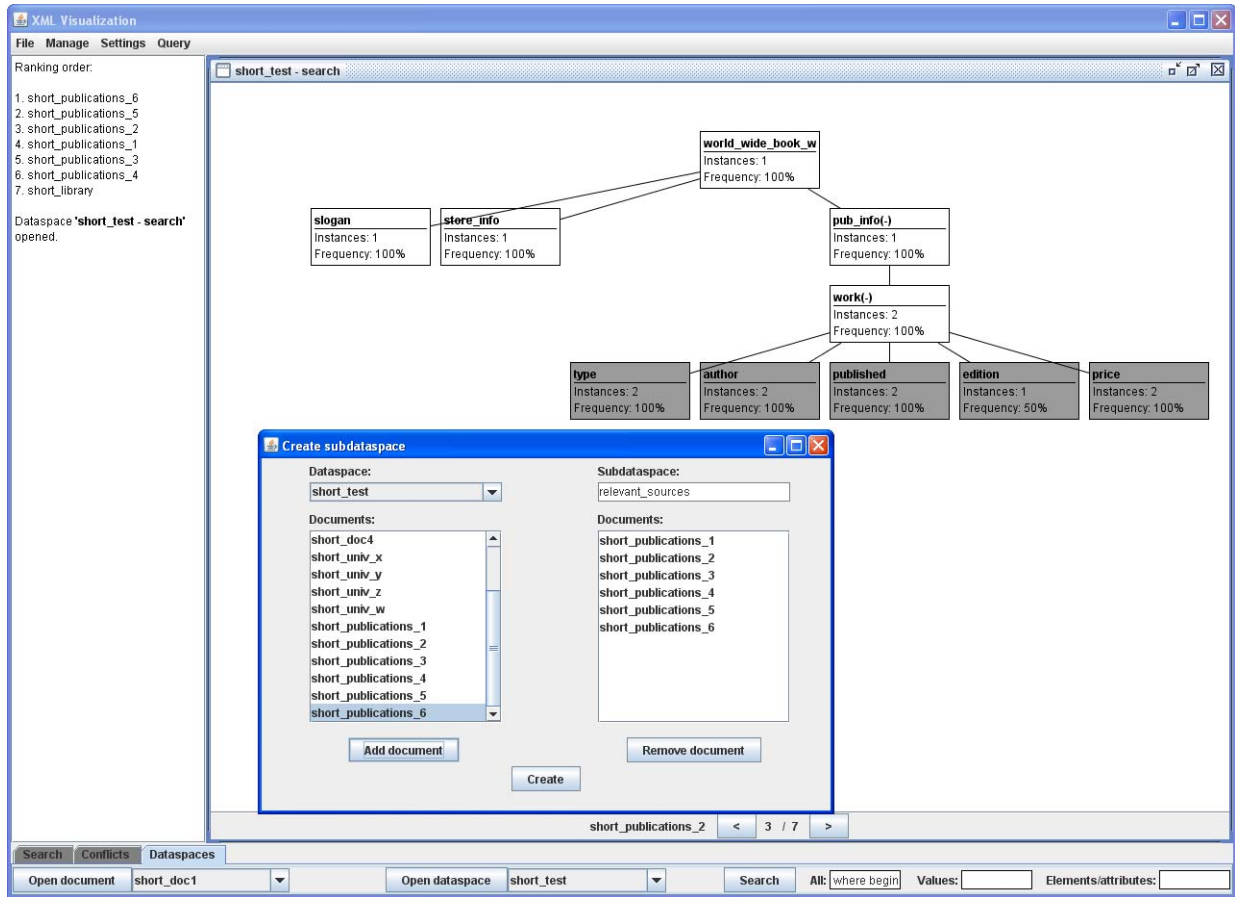 XML Visualization
File Manage Settings Query
Ranking order:
1. short_publications_6
2. short_publications_5
3. short_publications_2
4. short_publications_1
5. short_publications_3
6. short_publications_4
7. short_library
Dataspace 'short_test - search'
opened.
short_test - search
world_wide_book_w
Instances: 1
Frequency: 100%
slogan
Instances: 1
Frequency: 100%
store_info
Instances: 1
Frequency: 100%
pub_info(-)
Instances: 1
Frequency: 100%
work(-)
Instances: 2
Frequency: 100%
type
Instances: 2
Frequency: 100%
author
Instances: 2
Frequency: 100%
published
Instances: 2
Frequency: 100%
edition
Instances: 1
Frequency: 50%
price
Instances: 2
Frequency: 100%
Create subdataspace
Dataspace:
short_test
Documents:
short_doc4
short_univ_x
short_univ_y
short_univ_z
short_univ_w
short_publications_1
short_publications_2
short_publications_3
short_publications_4
short_publications_5
short_publications_6
Add document
Subdataspace:
relevant_sources
Documents:
short_publications_1
short_publications_2
short_publications_3
short_publications_4
short_publications_5
short_publications_6
Remove document
Create
short_publications_2 < 3 / 7 >
Search Conflicts Dataspaces
Open document short_doc1 Open dataspace short_test Search All: where begin Values: Elements/attributes: